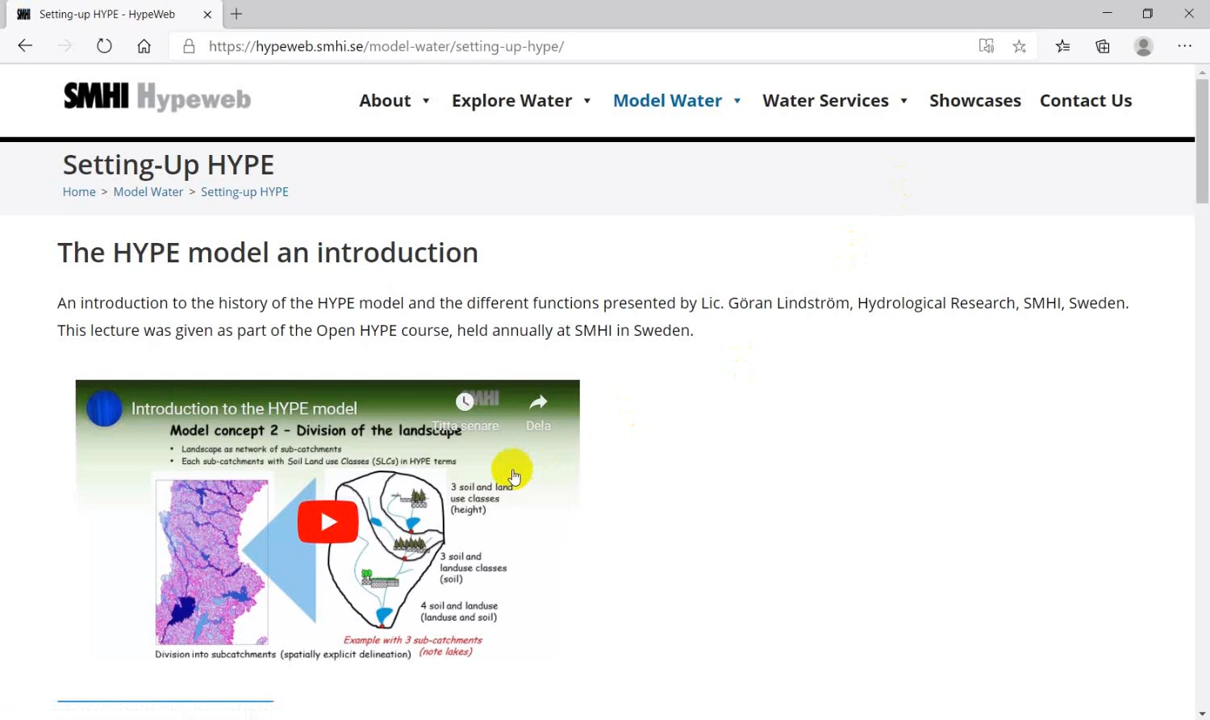 Setting-up HYPE - HypeWeb
https://hypeweb.smhi.se/model-water/setting-up-hype/
SMHI Hypeweb
About
Explore Water
Model Water
Water Services
Showcases
Contact Us
Setting-Up HYPE
Home > Model Water > Setting-up HYPE
The HYPE model an introduction
An introduction to the history of the HYPE model and the different functions presented by Lic. Göran Lindström, Hydrological Research, SMHI, Sweden.
This lecture was given as part of the Open HYPE course, held annually at SMHI in Sweden.
SMHI
Introduction to the HYPE model
Titta senare
Dela
Model concept 2 – Division of the landscape
• Landscape as network of sub-catchments
• Each sub-catchments with Soil Land use Classes (SLCs) in HYPE terms
3 soil and land
use classes
(height)
3 soil and
landuse classes
(soil)
4 soil and landuse
(landuse and soil)
Example with 3 sub-catchments
(note lakes)
Division into subcatchments (spatially explicit delineation)